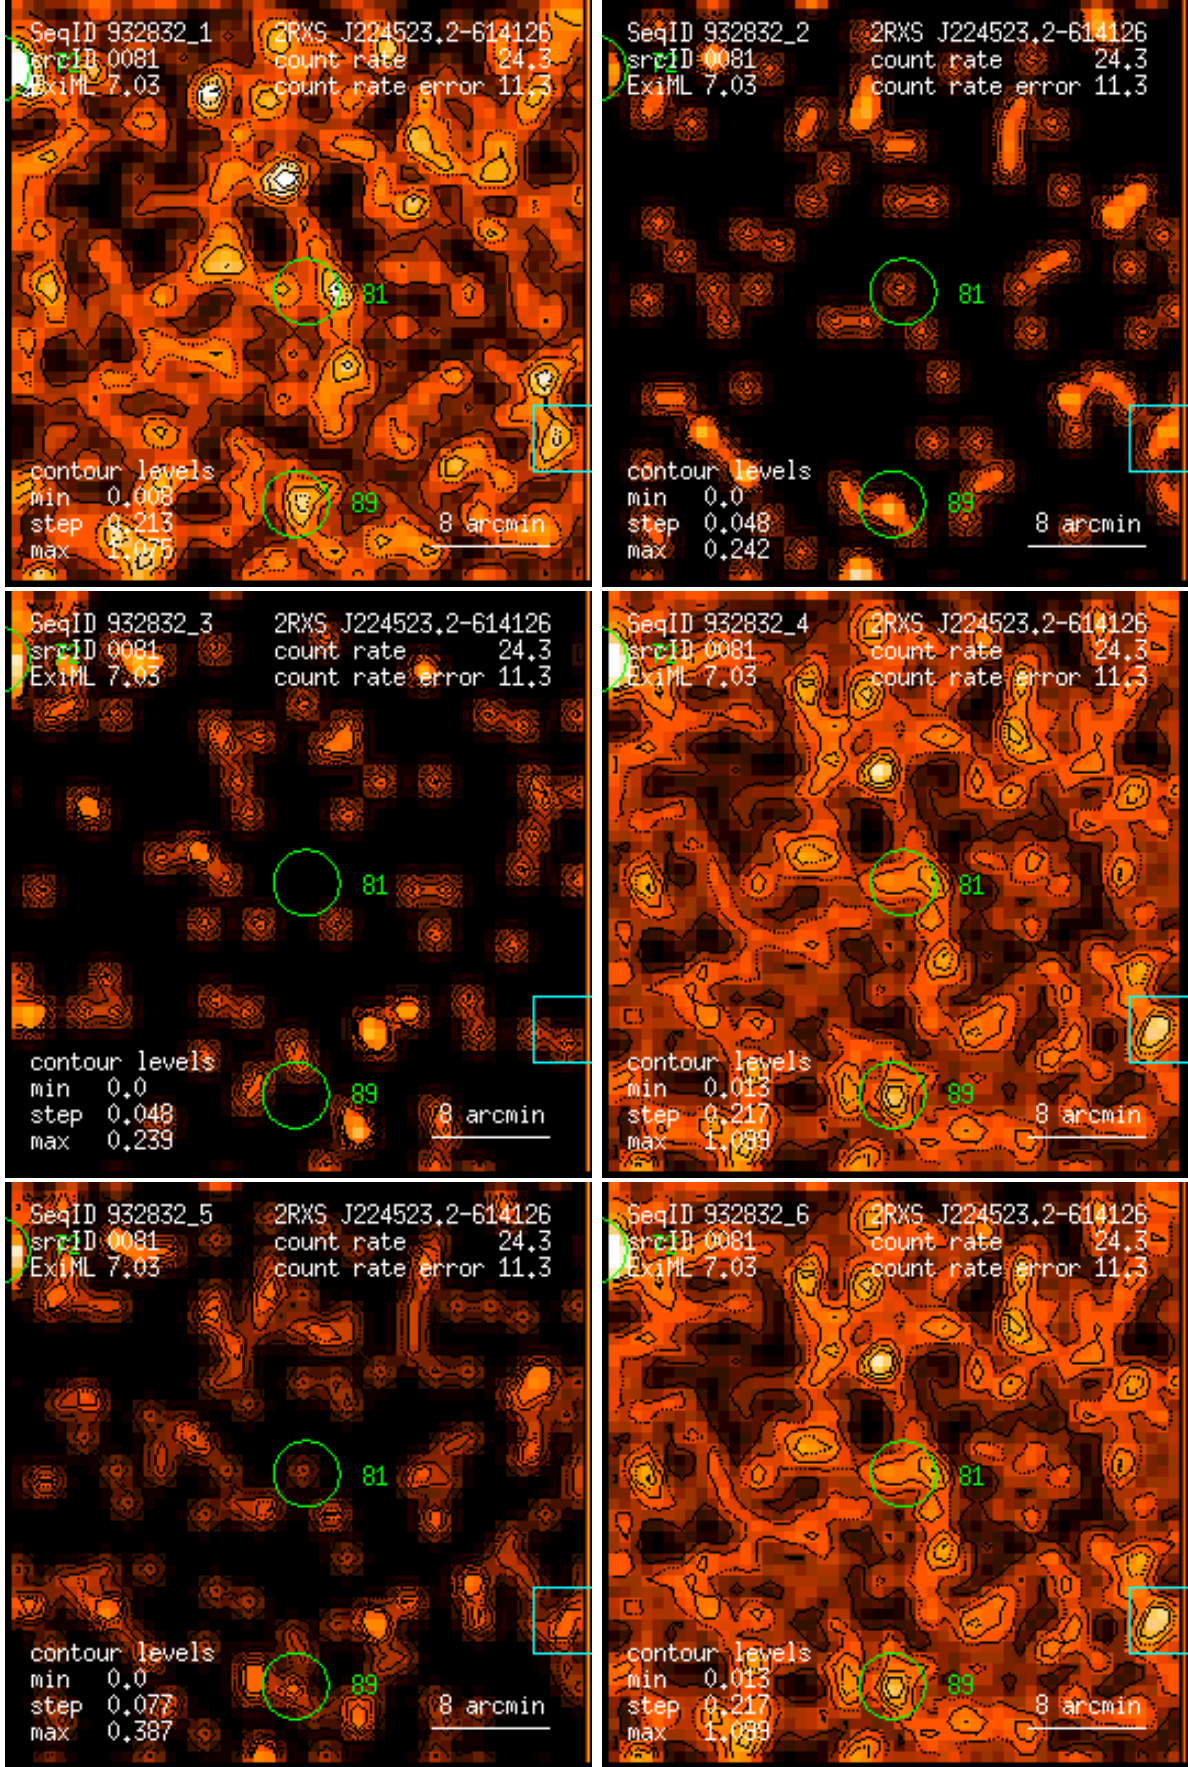 SeqID 932832_1 2RXS J224523.2-614126
srcID 0081 count rate 24.3
72
ExiML 7.03 count rate error 11.3
81
contour levels
min 0.008
step 0.213
max 1.075
89
8 arcmin
SeqID 932832_2 2RXS J224523.2-614126
srcID 0081 count rate 24.3
72
ExiML 7.03 count rate error 11.3
81
contour levels
min 0.0
step 0.048
max 0.242
89
8 arcmin
SeqID 932832_3 2RXS J224523.2-614126
srcID 0081 count rate 24.3
72
ExiML 7.03 count rate error 11.3
81
contour levels
min 0.0
step 0.048
max 0.239
89
8 arcmin
SeqID 932832_4 2RXS J224523.2-614126
srcID 0081 count rate 24.3
72
ExiML 7.03 count rate error 11.3
81
contour levels
min 0.013
step 0.217
max 1.099
89
8 arcmin
SeqID 932832_5 2RXS J224523.2-614126
srcID 0081 count rate 24.3
72
ExiML 7.03 count rate error 11.3
81
contour levels
min 0.0
step 0.077
max 0.387
89
8 arcmin
SeqID 932832_6 2RXS J224523.2-614126
srcID 0081 count rate 24.3
72
ExiML 7.03 count rate error 11.3
81
contour levels
min 0.013
step 0.217
max 1.099
89
8 arcmin